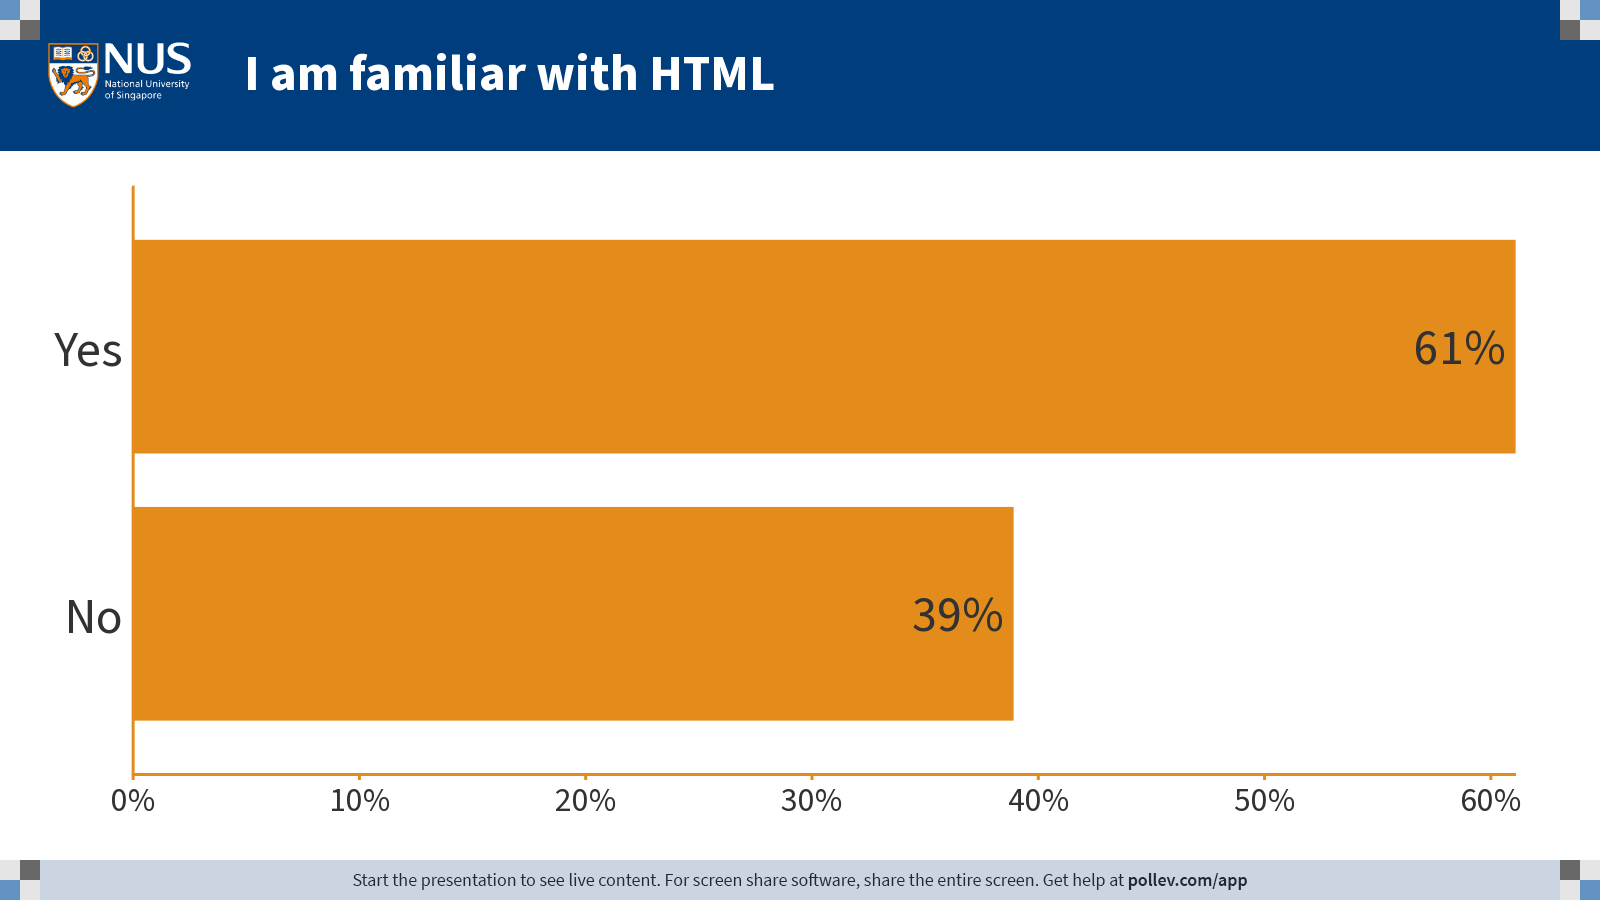 NUS
National University
of Singapore
I am familiar with HTML
Yes
61%
No
39%
0% 10% 20% 30% 40% 50% 60%
Start the presentation to see live content. For screen share software, share the entire screen. Get help at pollev.com/app